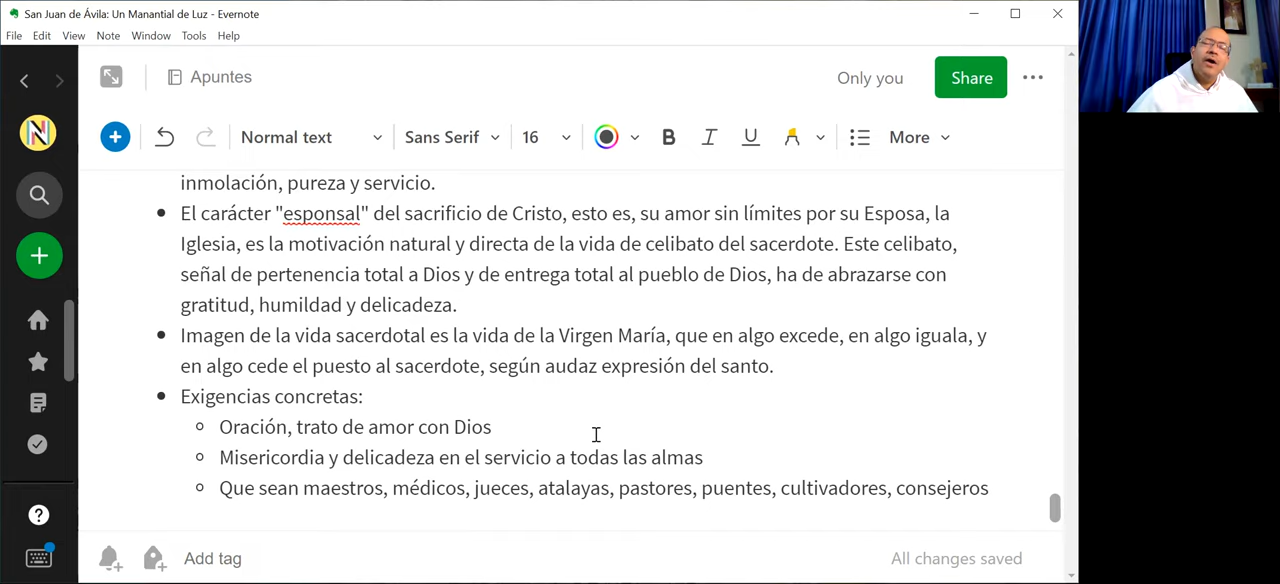 San Juan de Ávila: Un Manantial de Luz - Evernote
File Edit View Note Window Tools Help
Apuntes
Only you
Share
Normal text
Sans Serif
16
B I U A
More
inmolación, pureza y servicio.
El carácter "esponsal" del sacrificio de Cristo, esto es, su amor sin límites por su Esposa, la
Iglesia, es la motivación natural y directa de la vida de celibato del sacerdote. Este celibato,
señal de pertenencia total a Dios y de entrega total al pueblo de Dios, ha de abrazarse con
gratitud, humildad y delicadeza.
Imagen de la vida sacerdotal es la vida de la Virgen María, que en algo excede, en algo iguala, y
en algo cede el puesto al sacerdote, según audaz expresión del santo.
Exigencias concretas:
Oración, trato de amor con Dios
Misericordia y delicadeza en el servicio a todas las almas
Que sean maestros, médicos, jueces, atalayas, pastores, puentes, cultivadores, consejeros
Add tag
All changes saved